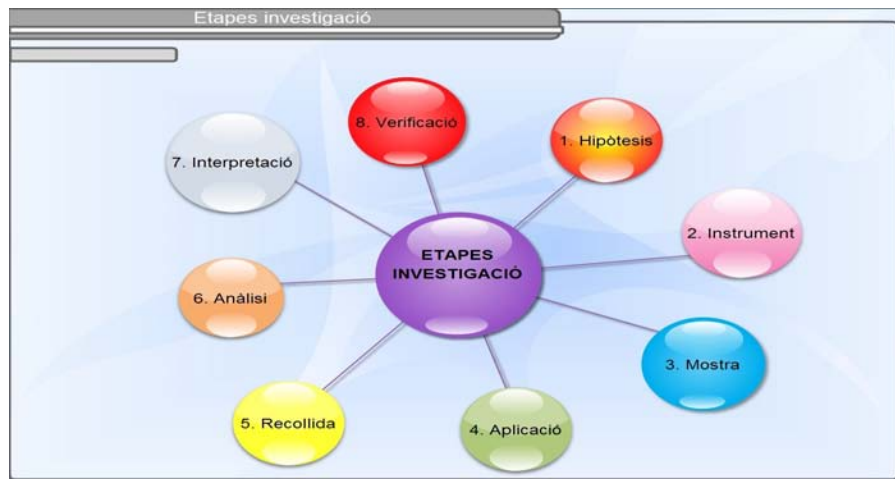 Etapes investigació
ETAPES
INVESTIGACIÓ
1. Hipòtesis
2. Instrument
3. Mostra
4. Aplicació
5. Recollida
6. Anàlisi
7. Interpretació
8. Verificació